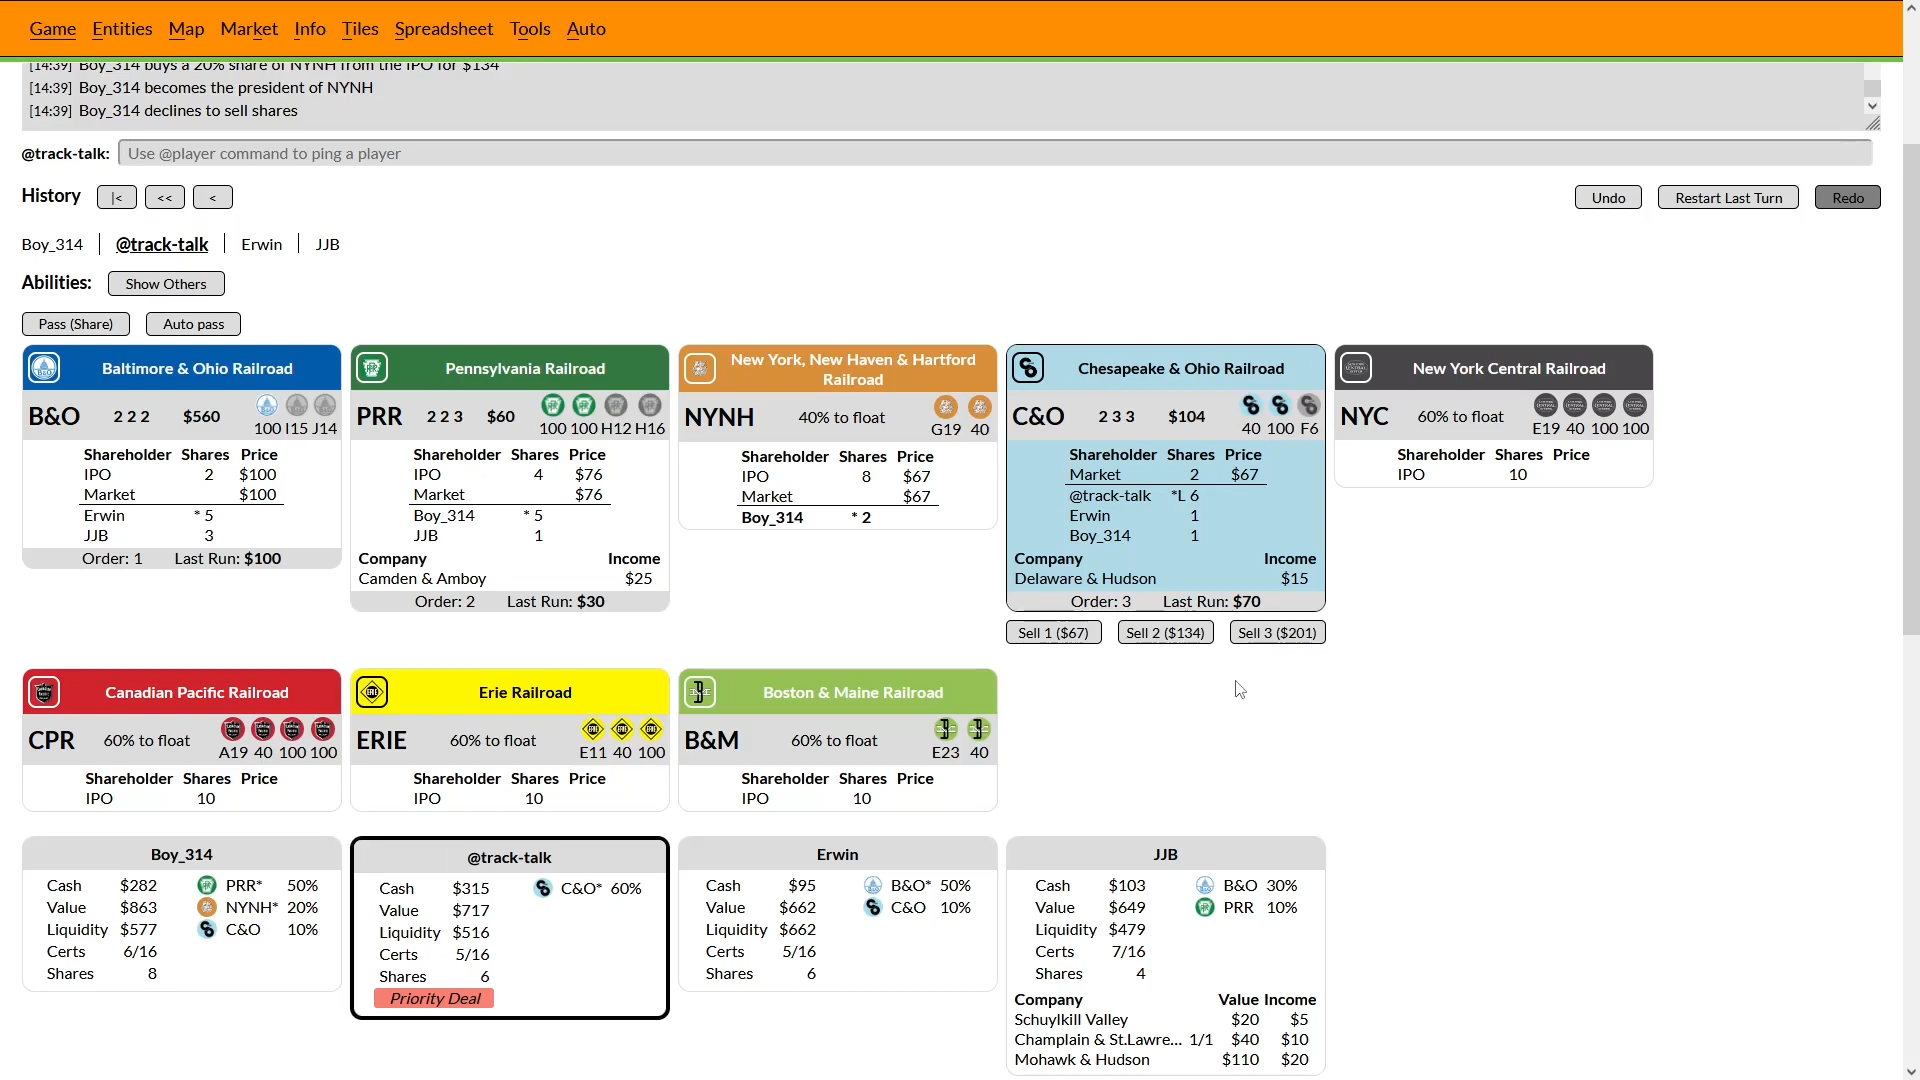 Game Entities Map Market Info Tiles Spreadsheet Tools Auto
[14:39] Boy_314 buys a 20% share of NYNH from the IPO for $134
[14:39] Boy_314 becomes the president of NYNH
[14:39] Boy_314 declines to sell shares
@track-talk: Use @player command to ping a player
History |< << < Undo Restart Last Turn Redo
Boy_314 @track-talk Erwin JJB
Abilities: Show Others
Pass (Share) Auto pass
Baltimore & Ohio Railroad
B&O 2 2 2 $560 100 I15 J14
Shareholder Shares Price
IPO 2 $100
Market $100
Erwin * 5
JJB 3
Order: 1 Last Run: $100
Pennsylvania Railroad
PRR 2 2 3 $60 100 100 H12 H16
Shareholder Shares Price
IPO 4 $76
Market $76
Boy_314 * 5
JJB 1
Company Income
Camden & Amboy $25
Order: 2 Last Run: $30
New York, New Haven & Hartford
Railroad
NYNH 40% to float G19 40
Shareholder Shares Price
IPO 8 $67
Market $67
Boy_314 * 2
Chesapeake & Ohio Railroad
C&O 2 3 3 $104 40 100 F6
Shareholder Shares Price
Market 2 $67
@track-talk *L 6
Erwin 1
Boy_314 1
Company Income
Delaware & Hudson $15
Order: 3 Last Run: $70
Sell 1 ($67) Sell 2 ($134) Sell 3 ($201)
New York Central Railroad
NYC 60% to float E19 40 100 100
Shareholder Shares Price
IPO 10
Canadian Pacific Railroad
CPR 60% to float A19 40 100 100
Shareholder Shares Price
IPO 10
Erie Railroad
ERIE 60% to float E11 40 100
Shareholder Shares Price
IPO 10
Boston & Maine Railroad
B&M 60% to float E23 40
Shareholder Shares Price
IPO 10
Boy_314
Cash $282 PRR* 50%
Value $863 NYNH* 20%
Liquidity $577 C&O 10%
Certs 6/16
Shares 8
@track-talk
Cash $315 C&O* 60%
Value $717
Liquidity $516
Certs 5/16
Shares 6
Priority Deal
Erwin
Cash $95 B&O* 50%
Value $662 C&O 10%
Liquidity $662
Certs 5/16
Shares 6
JJB
Cash $103 B&O 30%
Value $649 PRR 10%
Liquidity $479
Certs 7/16
Shares 4
Company Value Income
Schuylkill Valley $20 $5
Champlain & St.Lawre... 1/1 $40 $10
Mohawk & Hudson $110 $20